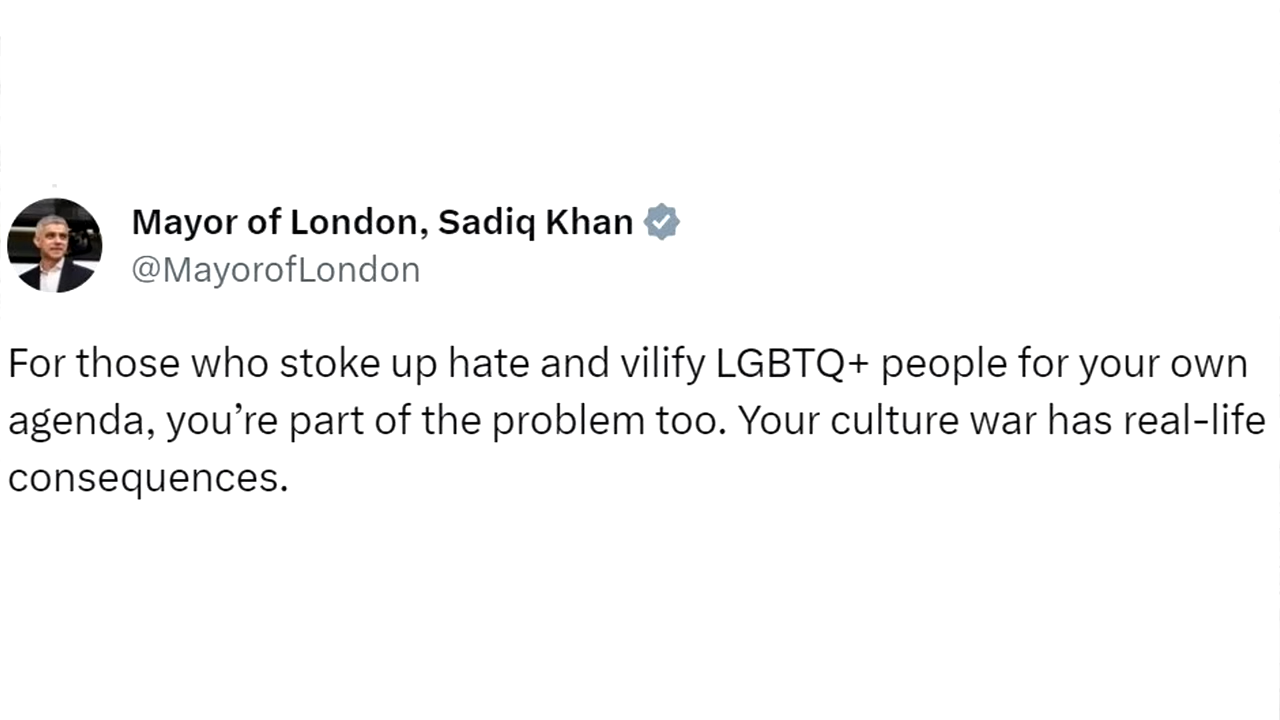 Mayor of London, Sadiq Khan
@MayorofLondon
For those who stoke up hate and vilify LGBTQ+ people for your own
agenda, you’re part of the problem too. Your culture war has real-life
consequences.